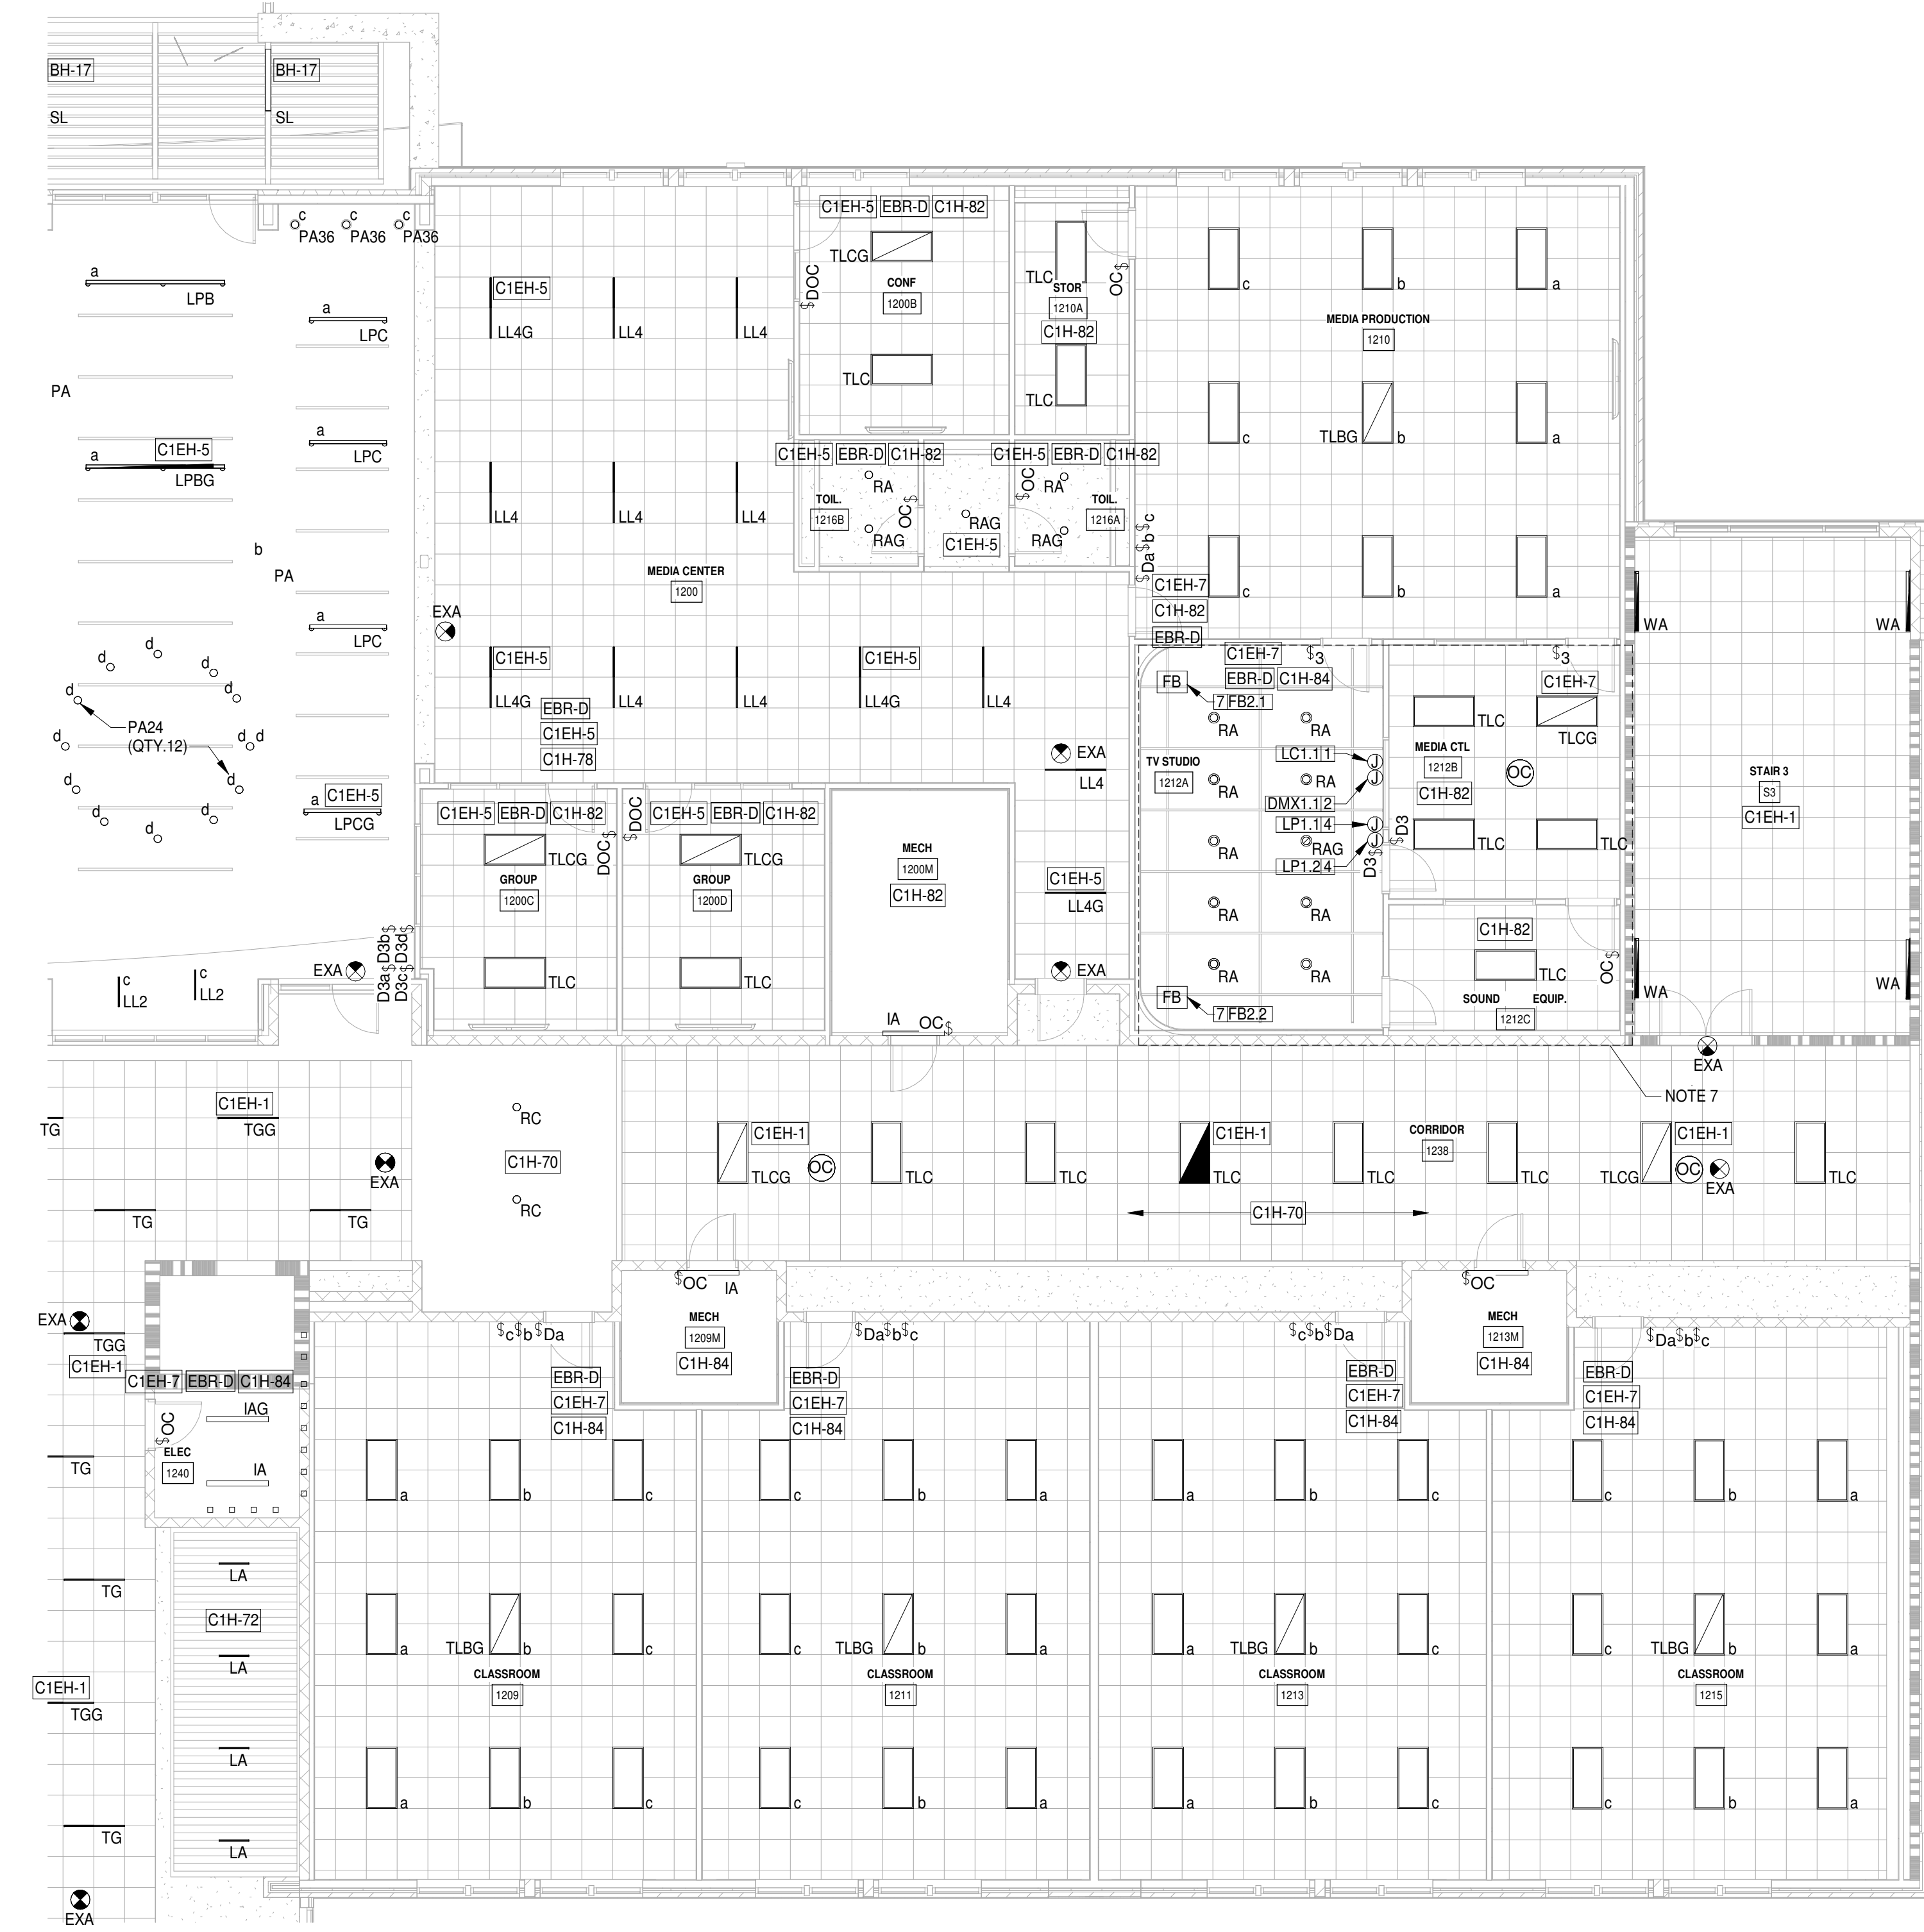 BH-17
BH-17
SL
SL
c
c
c
PA36
PA36
PA36
a
LPB
a
LPC
PA
a
C1EH-5
LPBG
a
LPC
b
PA
a
LPC
d
d
d
d
d
PA24
(QTY.12)
d
d
d
d
d
d
d
d
a
C1EH-5
LPCG
c
LL2
c
LL2
EXA
D3a$D3b$
D3c$D3d$
C1EH-5
LL4G
LL4
LL4
LL4
LL4
LL4
MEDIA CENTER
1200
EXA
C1EH-5
LL4G
LL4
LL4
C1EH-5
LL4G
LL4
EBR-D
C1EH-5
C1H-78
EXA
LL4
C1EH-5
LL4G
EXA
C1EH-5
EBR-D
C1H-82
TLCG
$DOC
CONF
1200B
TLC
TLC
STOR
1210A
C1H-82
OC$
TLC
C1EH-5
EBR-D
C1H-82
RA
TOIL.
1216B
OC$
RAG
RAG
C1EH-5
C1EH-5
EBR-D
C1H-82
$OC
RA
TOIL.
1216A
RAG
c
b
a
MEDIA PRODUCTION
1210
c
TLBG
b
a
c
b
a
$Da$b$c
C1EH-7
C1H-82
EBR-D
C1EH-7
EBR-D
C1H-84
$3
FB
7
FB2.1
RA
RA
TV STUDIO
1212A
LC1.1
1
J
J
RA
RA
DMX1.1
2
LP1.1
4
J
J
RA
RAG
LP1.2
4
D3$
$D3
RA
RA
RA
RA
FB
7
FB2.2
$3
C1EH-7
TLC
TLCG
MEDIA CTL
1212B
C1H-82
OC
TLC
TLC
C1H-82
TLC
OC$
SOUND EQUIP.
1212C
WA
WA
STAIR 3
S3
C1EH-1
WA
WA
EXA
NOTE 7
C1EH-5
EBR-D
C1H-82
TLCG
DOC$
GROUP
1200C
TLC
$DOC
C1EH-5
EBR-D
C1H-82
TLCG
GROUP
1200D
TLC
MECH
1200M
C1H-82
IA
OC$
TG
C1EH-1
TGG
EXA
TG
TG
RC
C1H-70
RC
C1EH-1
TLCG
OC
TLC
TLC
C1EH-1
TLC
TLC
CORRIDOR
1238
TLC
C1EH-1
TLCG
OC
EXA
TLC
C1H-70
EXA
TGG
C1EH-1
C1EH-7
EBR-D
C1H-84
IAG
$OC
ELEC
1240
IA
TG
TG
LA
C1H-72
LA
C1EH-1
TGG
LA
TG
LA
EXA
$OC
IA
MECH
1209M
C1H-84
$OC
MECH
1213M
C1H-84
$c$b$Da
EBR-D
C1EH-7
C1H-84
a
b
c
a
TLBG
b
c
CLASSROOM
1209
a
b
c
$Da$b$c
EBR-D
C1EH-7
C1H-84
c
b
a
c
TLBG
b
a
CLASSROOM
1211
c
b
a
$c$b$Da
EBR-D
C1EH-7
C1H-84
a
b
c
a
TLBG
b
c
CLASSROOM
1213
a
b
c
$Da$b$c
EBR-D
C1EH-7
C1H-84
c
b
a
c
TLBG
b
a
CLASSROOM
1215
c
b
a